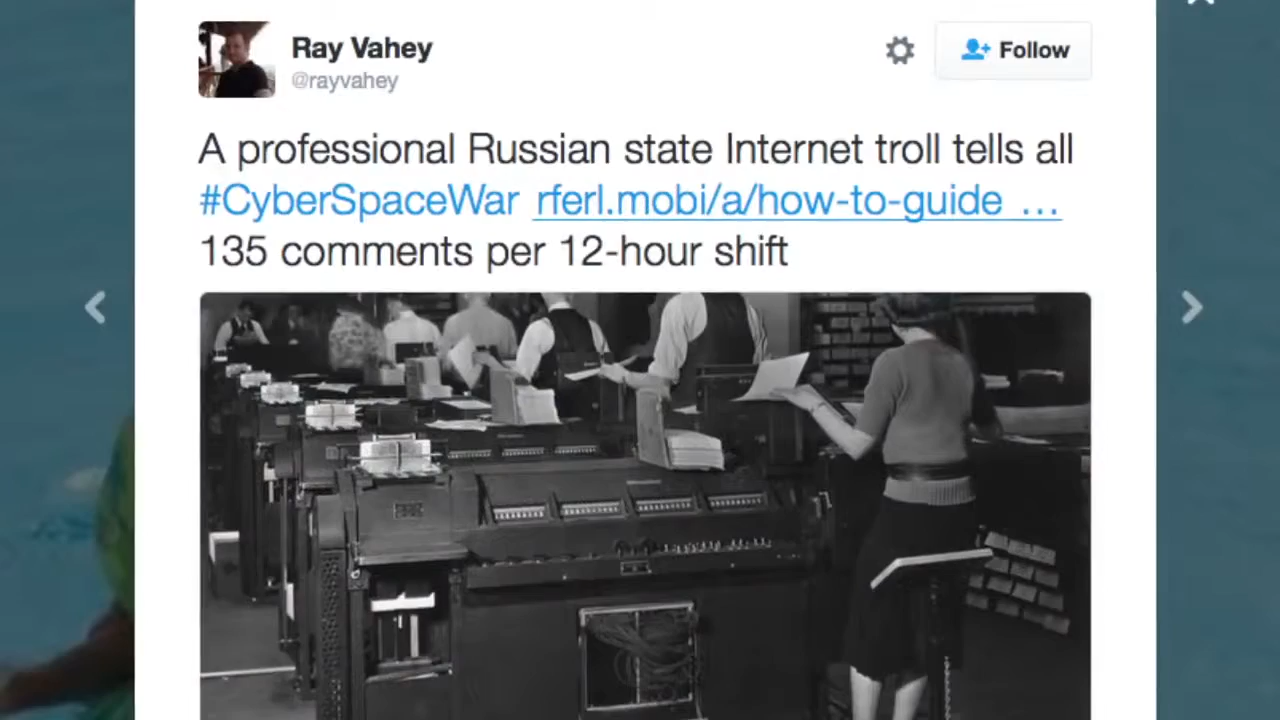 Ray Vahey
@rayvahey
Follow
A professional Russian state Internet troll tells all
#CyberSpaceWar rferl.mobi/a/how-to-guide …
135 comments per 12-hour shift